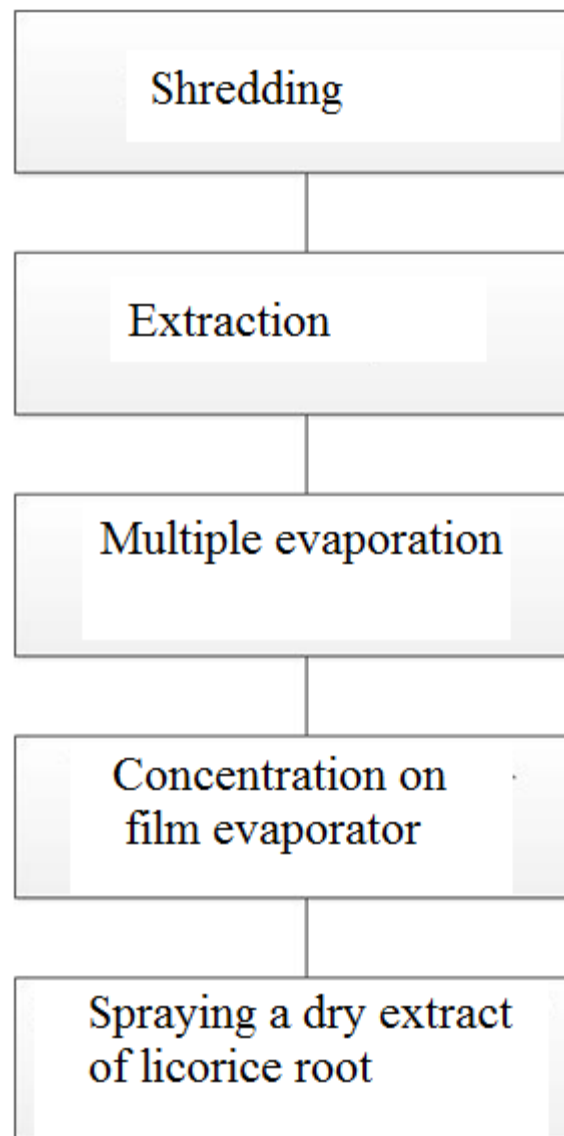 Shredding
Extraction
Multiple evaporation
Concentration on
film evaporator
Spraying a dry extract
of licorice root